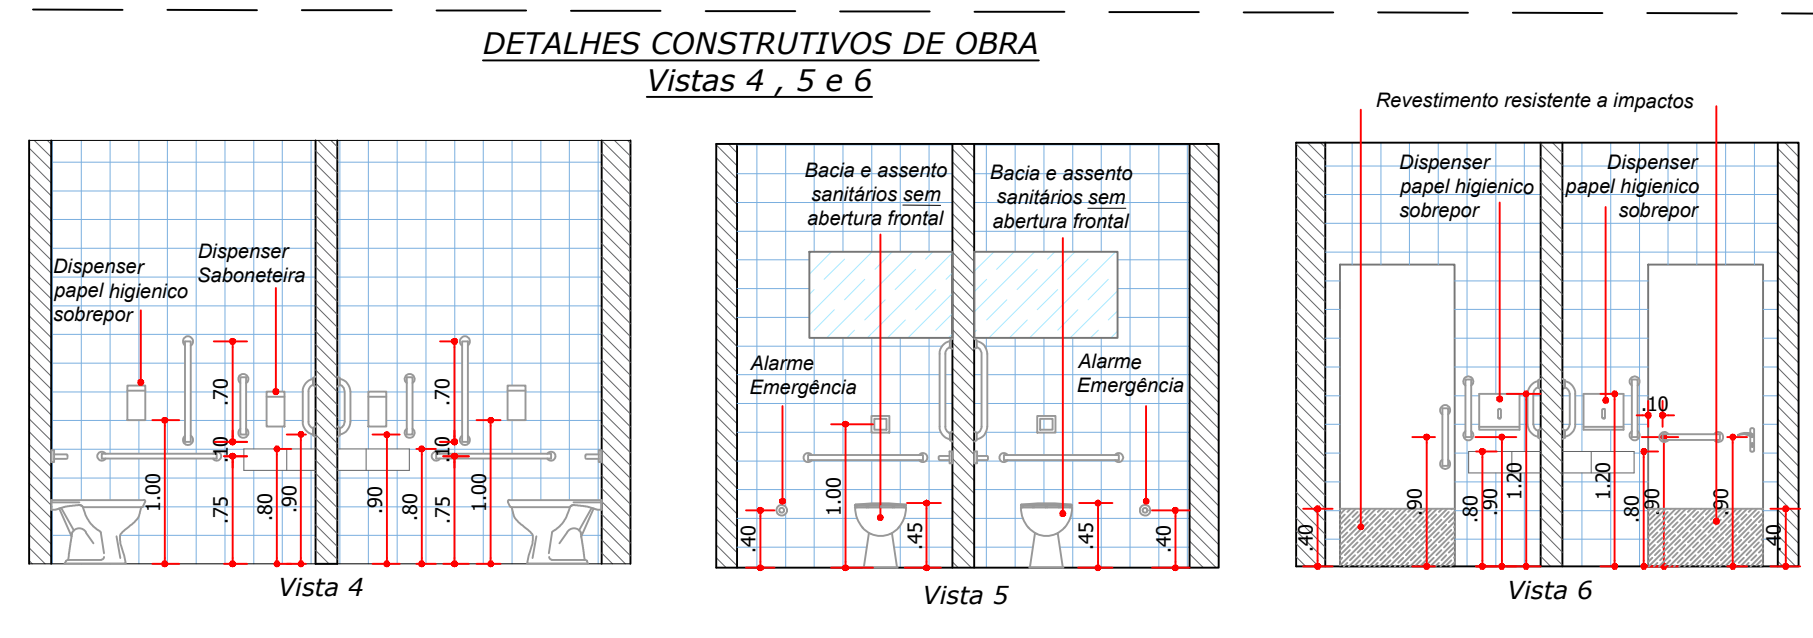 DETALHES CONSTRUTIVOS DE OBRA
Vistas 4 , 5 e 6
Dispenser
papel higienico
sobrepor
Dispenser
Saboneteira
.70
.10
1.00
.75
.80
.90
.90
.80
.70
.10
.75
1.00
Vista 4
Bacia e assento
sanitários sem
abertura frontal
Bacia e assento
sanitários sem
abertura frontal
Alarme
Emergência
Alarme
Emergência
.40
1.00
.45
.45
.40
Vista 5
Revestimento resistente a impactos
Dispenser
papel higienico
sobrepor
Dispenser
papel higienico
sobrepor
.10
.40
.90
.80
.90
1.20
1.20
.80
.90
.90
.40
Vista 6